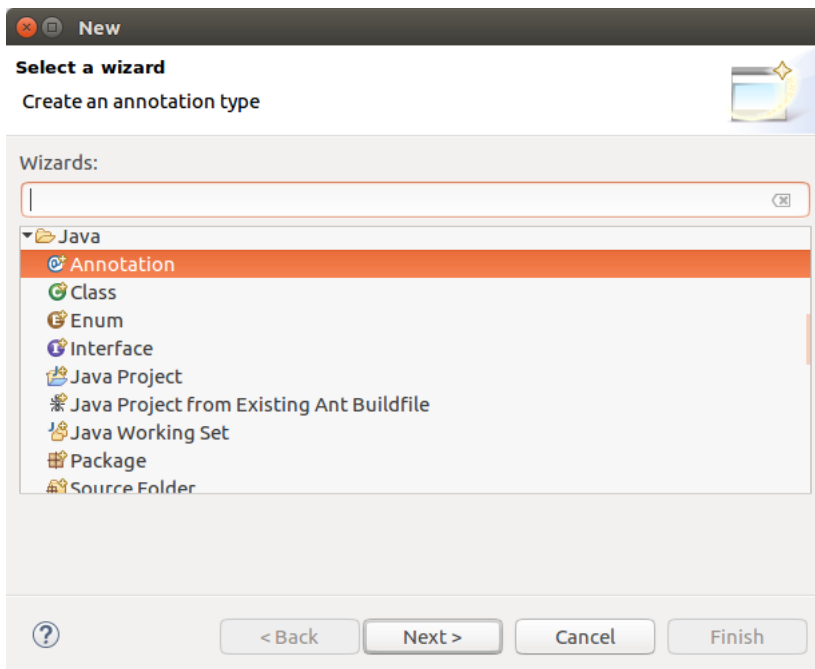 New
Select a wizard
Create an annotation type
Wizards:
Java
Annotation
Class
Enum
Interface
Java Project
Java Project from Existing Ant Buildfile
Java Working Set
Package
Source Folder
< Back Next > Cancel Finish